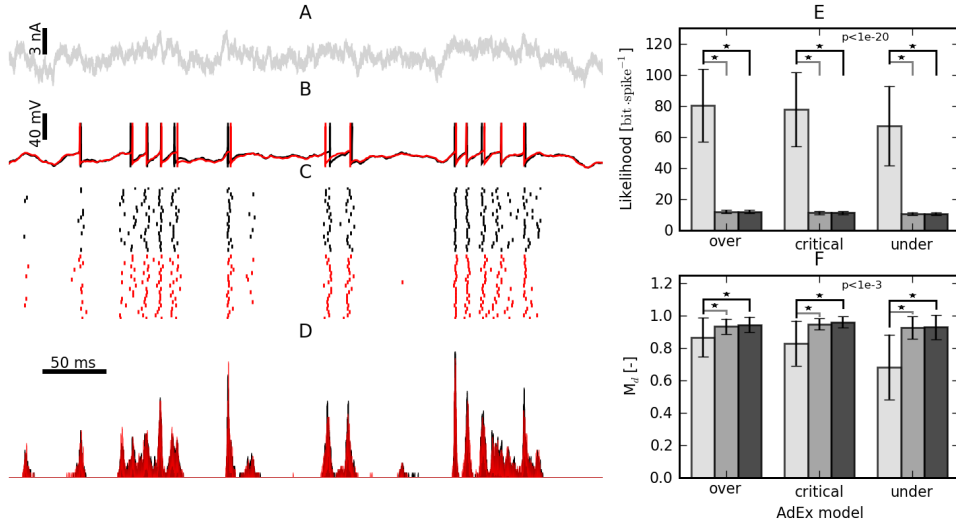 A
3 nA
B
40 mV
C
D
50 ms
E
p<1e-20
Likelihood [bit·spike⁻¹]
120
100
80
60
40
20
0
over critical under
F
p<1e-3
M_d [-]
1.0
0.8
0.6
0.4
0.2
0.0
over critical under
AdEx model